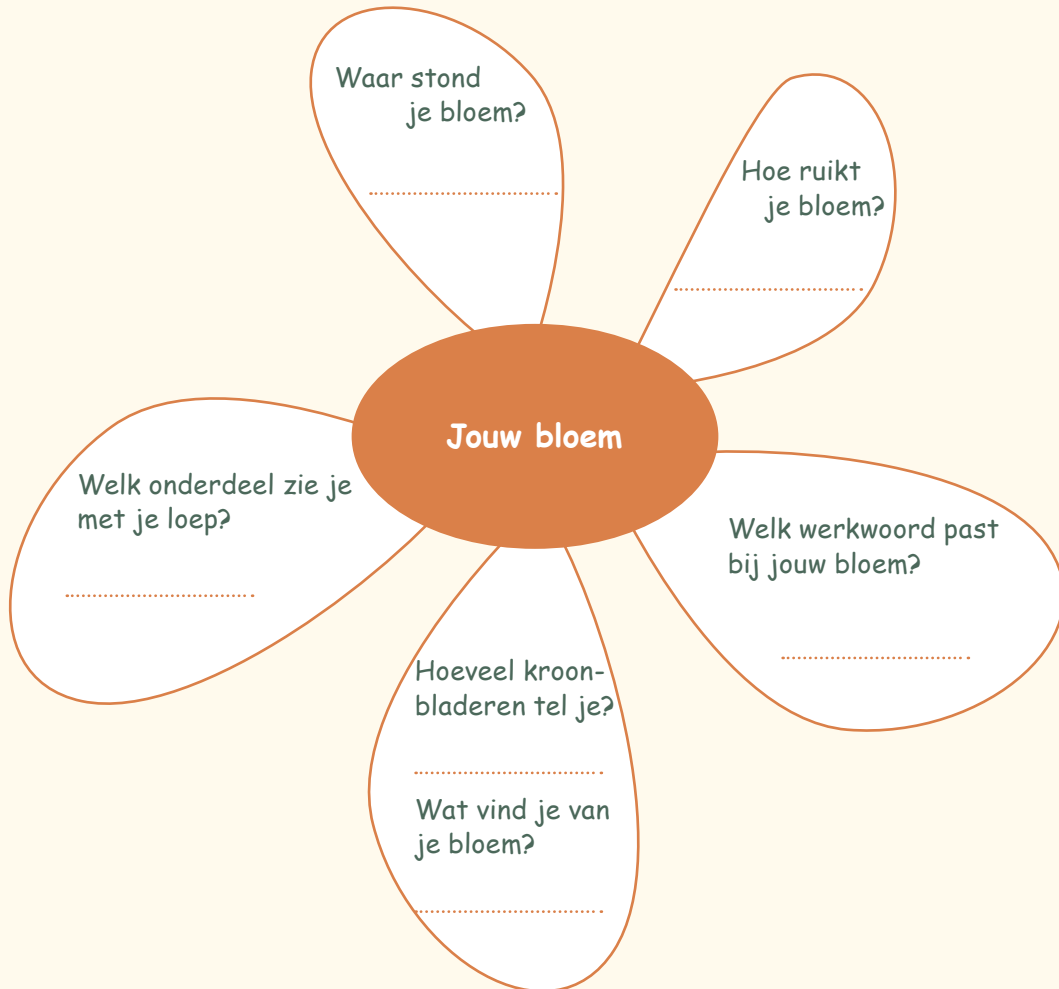 Waar stond
je bloem?
Hoe ruikt
je bloem?
Jouw bloem
Welk onderdeel zie je
met je loep?
Welk werkwoord past
bij jouw bloem?
Hoeveel kroon-
bladeren tel je?
Wat vind je van
je bloem?